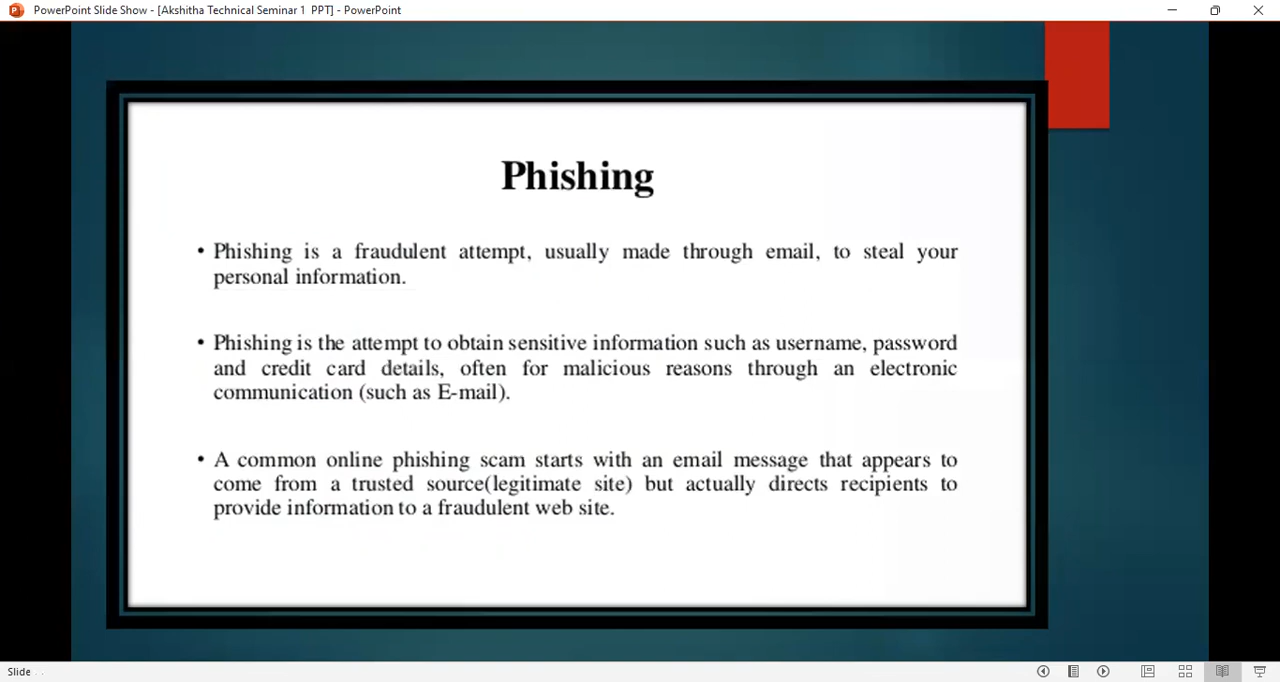 PowerPoint Slide Show - [Akshitha Technical Seminar 1 PPT] - PowerPoint
Phishing
• Phishing is a fraudulent attempt, usually made through email, to steal your
personal information.
• Phishing is the attempt to obtain sensitive information such as username, password
and credit card details, often for malicious reasons through an electronic
communication (such as E-mail).
• A common online phishing scam starts with an email message that appears to
come from a trusted source(legitimate site) but actually directs recipients to
provide information to a fraudulent web site.
Slide